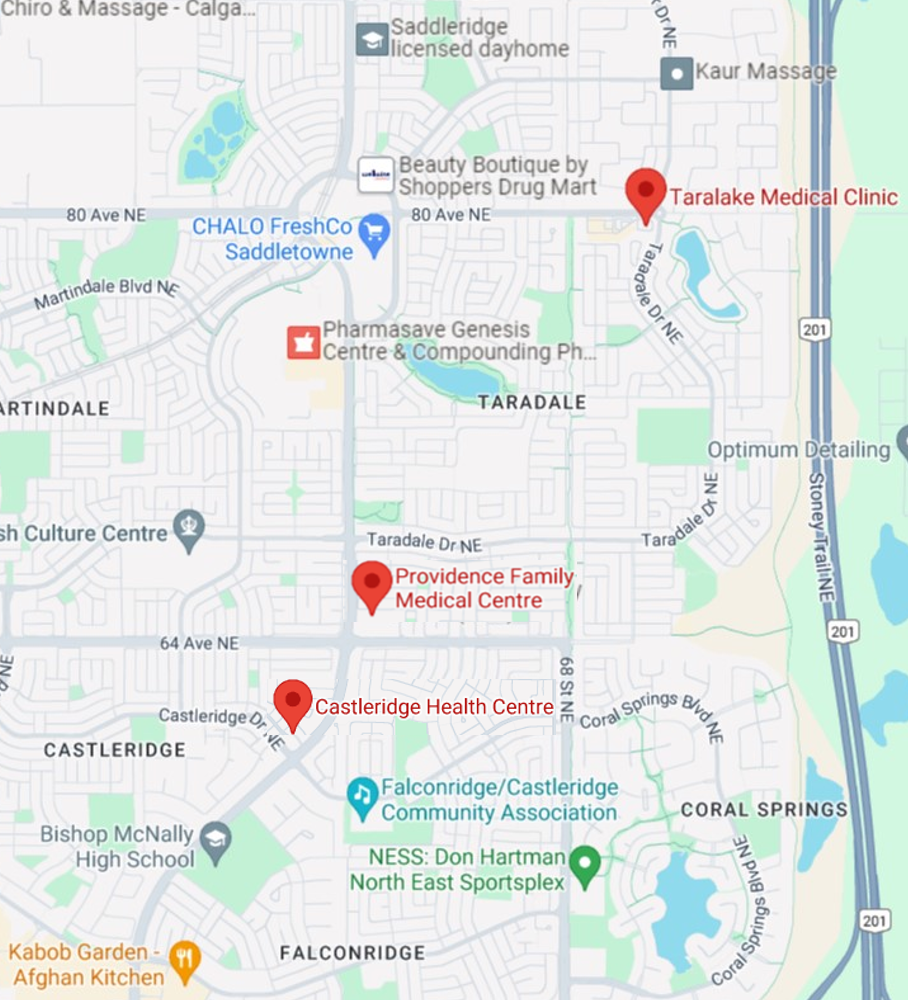 Chiro & Massage - Calga...
Saddleridge
licensed dayhome
Dr NE
Kaur Massage
Beauty Boutique by
Shoppers Drug Mart
Taralake Medical Clinic
80 Ave NE
80 Ave NE
CHALO FreshCo
Saddletowne
Taradale Dr NE
Martindale Blvd NE
201
Pharmasave Genesis
Centre & Compounding Ph...
TARADALE
ARTINDALE
Optimum Detailing
Stoney Trail NE
sh Culture Centre
Taradale Dr NE
Taradale Dr NE
Providence Family
Medical Centre
201
64 Ave NE
NE
68 St NE
Castleridge Dr NE
Castleridge Health Centre
Coral Springs Blvd NE
CASTLERIDGE
Falconridge/Castleridge
Community Association
CORAL SPRINGS
Bishop McNally
High School
NESS: Don Hartman
North East Sportsplex
Coral Springs Blvd NE
201
FALCONRIDGE
Kabob Garden -
Afghan Kitchen